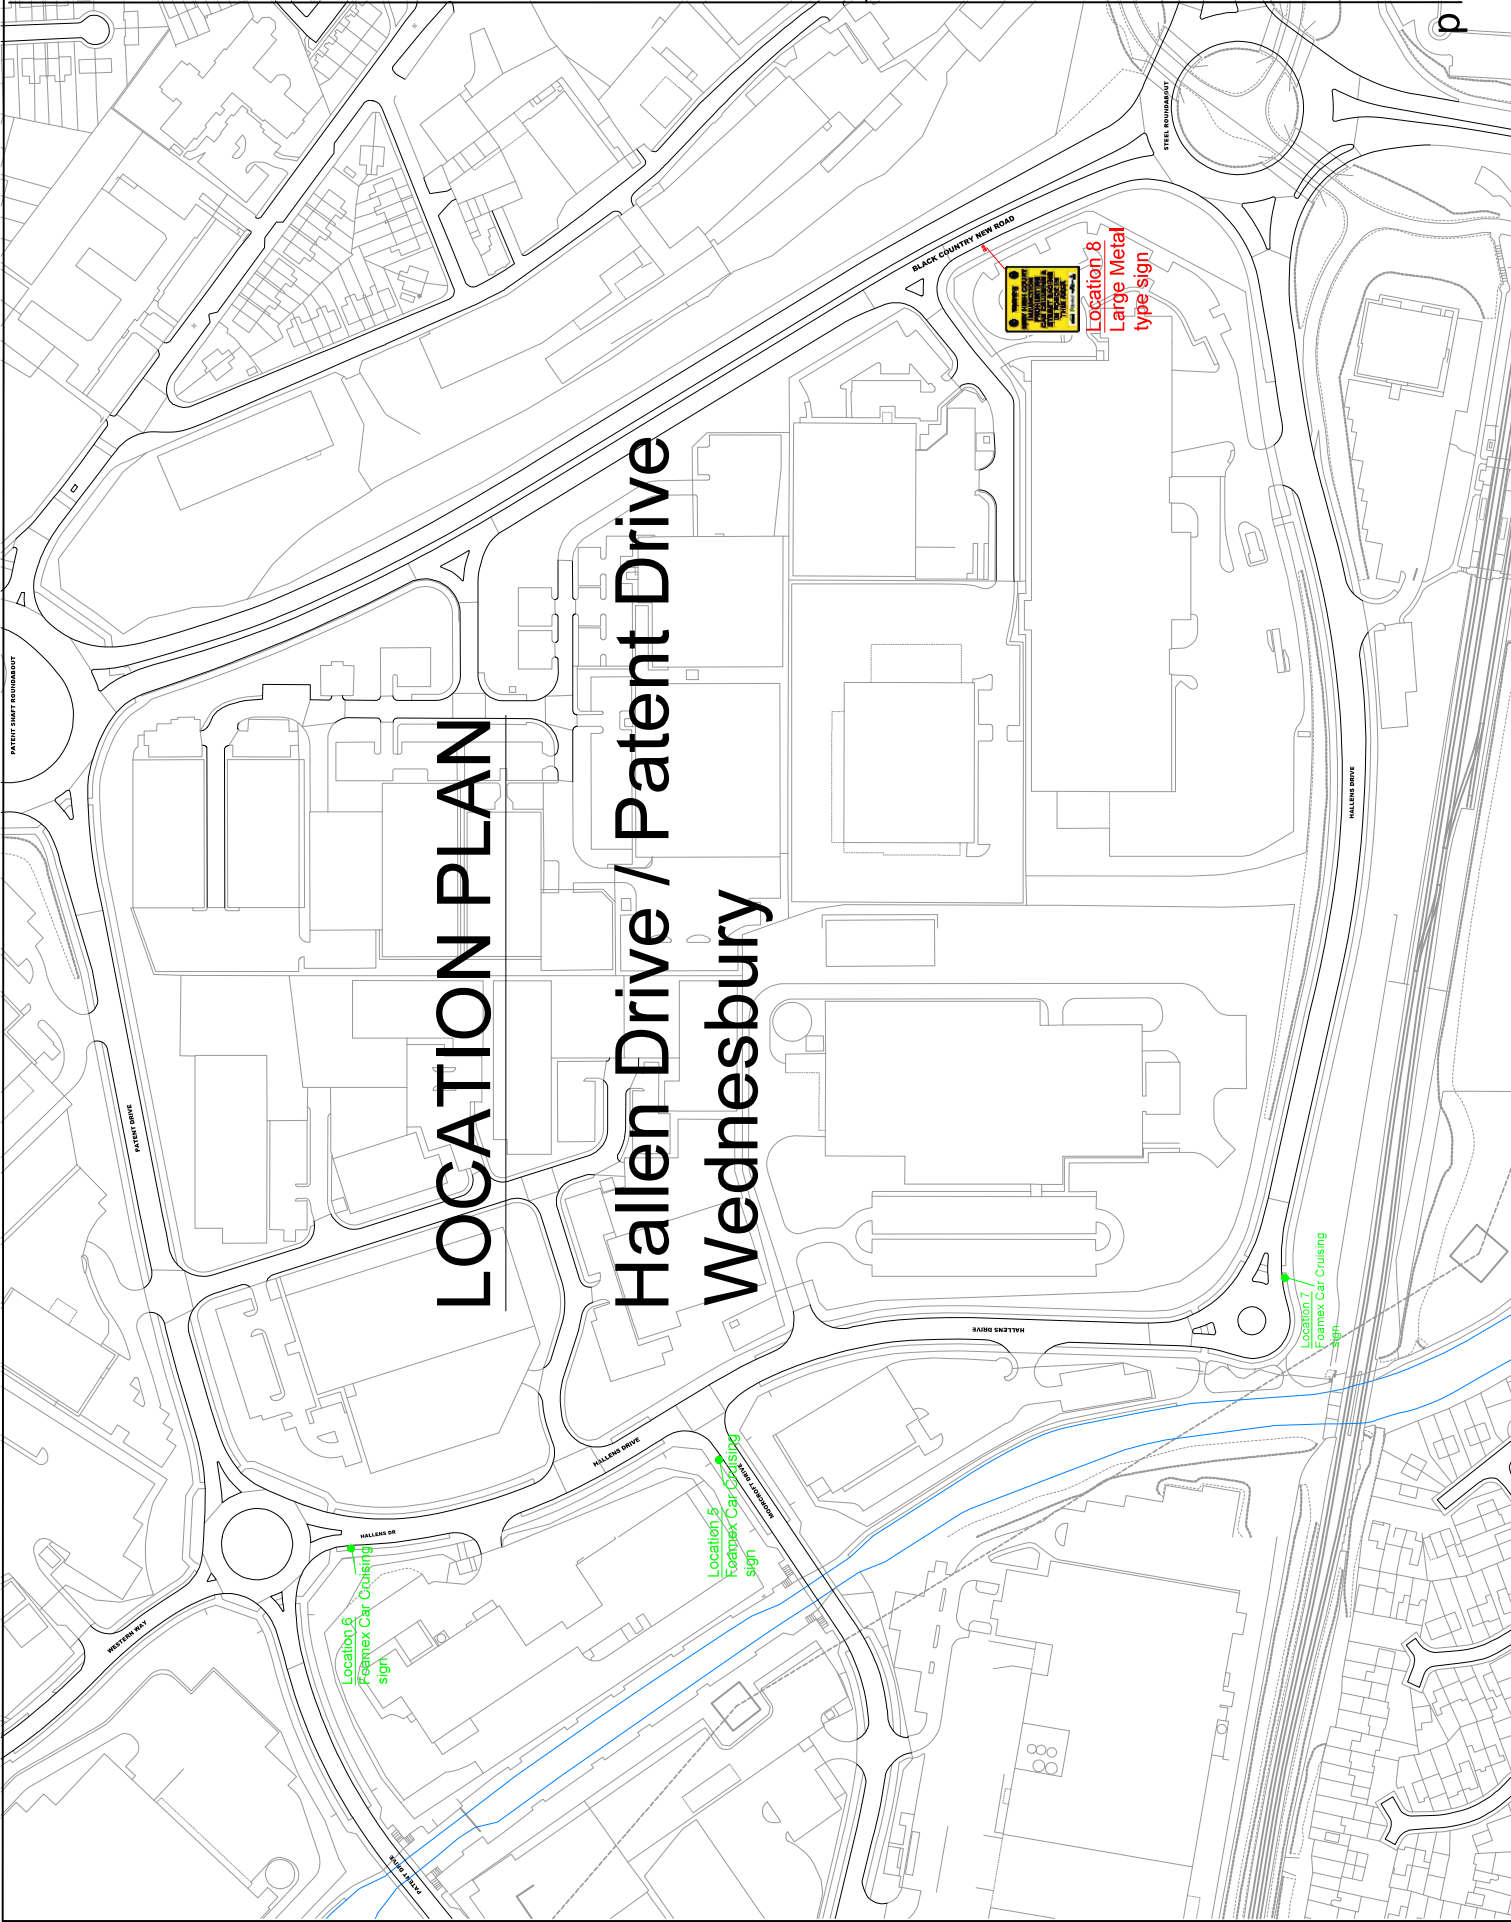 LOCATION PLAN
Hallen Drive / Patent Drive
Wednesbury
PATENT SHAFT ROUNDABOUT
STEEL ROUNDABOUT
BLACK COUNTRY NEW ROAD
Location 8
Large Metal
type sign
HALLENS DRIVE
PATENT DRIVE
HALLENS DRIVE
Location 7
Foamex Car Cruising
sign
HALLENS DRIVE
MOORCROFT DRIVE
Location 5
Foamex Car Cruising
sign
HALLENS DR
Location 6
Foamex Car Cruising
sign
WESTERN WAY
PATENT DRIVE
p